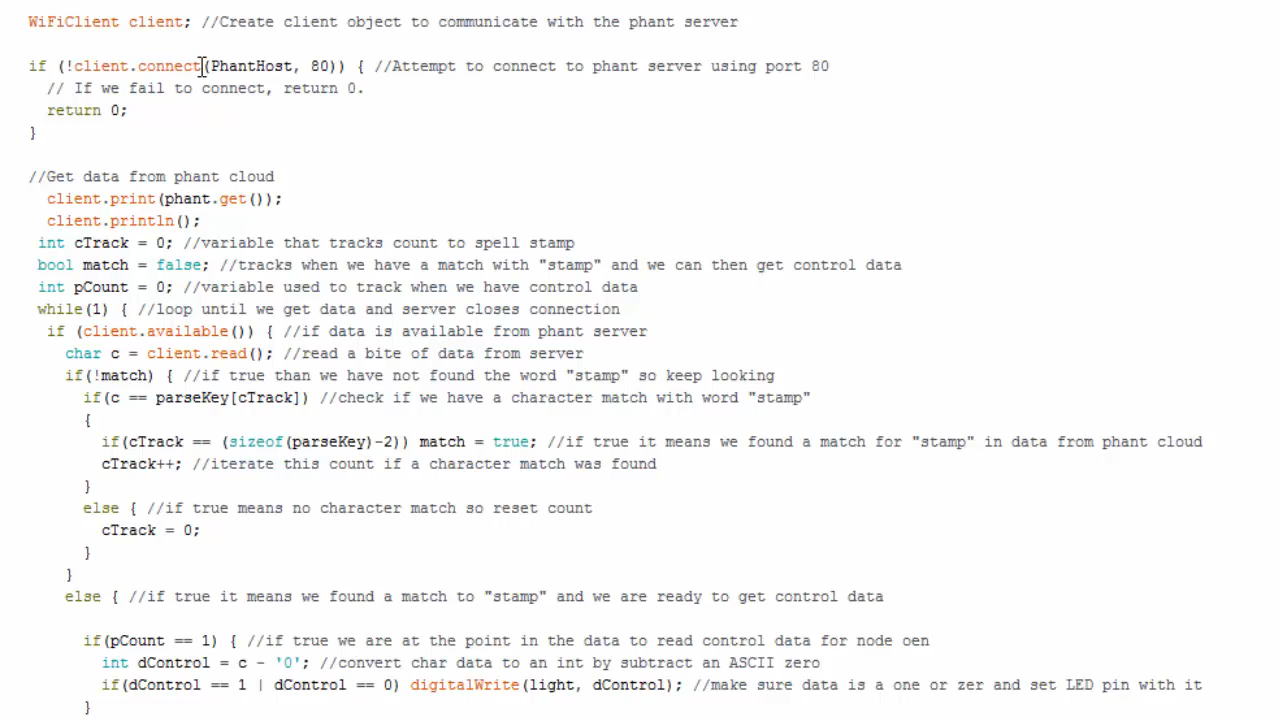 WiFiClient client; //Create client object to communicate with the phant server
if (!client.connect(PhantHost, 80)) { //Attempt to connect to phant server using port 80
// If we fail to connect, return 0.
return 0;
}
//Get data from phant cloud
client.print(phant.get());
client.println();
int cTrack = 0; //variable that tracks count to spell stamp
bool match = false; //tracks when we have a match with "stamp" and we can then get control data
int pCount = 0; //variable used to track when we have control data
while(1) { //loop until we get data and server closes connection
if (client.available()) { //if data is available from phant server
char c = client.read(); //read a bite of data from server
if(!match) { //if true than we have not found the word "stamp" so keep looking
if(c == parseKey[cTrack]) //check if we have a character match with word "stamp"
{
if(cTrack == (sizeof(parseKey)-2)) match = true; //if true it means we found a match for "stamp" in data from phant cloud
cTrack++; //iterate this count if a character match was found
}
else { //if true means no character match so reset count
cTrack = 0;
}
}
else { //if true it means we found a match to "stamp" and we are ready to get control data
if(pCount == 1) { //if true we are at the point in the data to read control data for node oen
int dControl = c - '0'; //convert char data to an int by subtract an ASCII zero
if(dControl == 1 | dControl == 0) digitalWrite(light, dControl); //make sure data is a one or zer and set LED pin with it
}